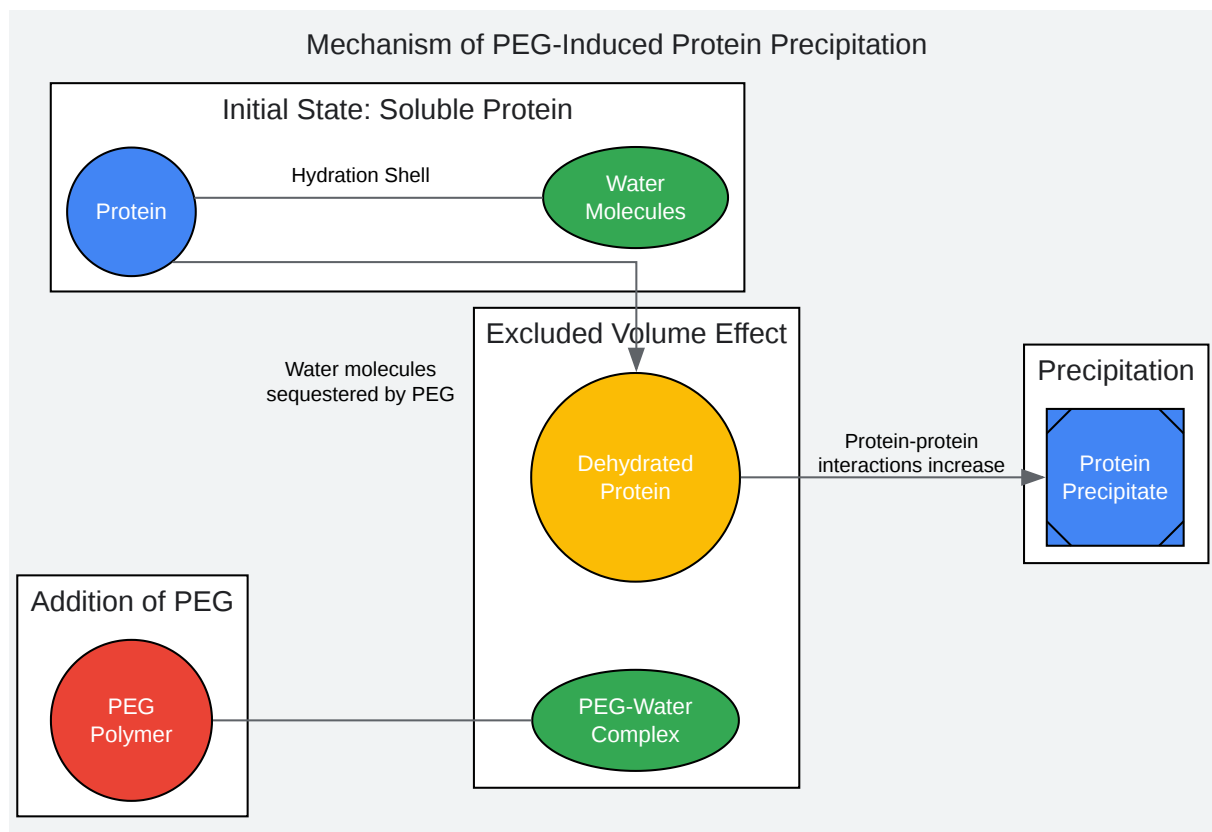 Mechanism of PEG-Induced Protein Precipitation
Initial State: Soluble Protein
Protein
Hydration Shell
Water
Molecules
Excluded Volume Effect
Water molecules
sequestered by PEG
Dehydrated
Protein
Protein-protein
interactions increase
Precipitation
Protein
Precipitate
Addition of PEG
PEG
Polymer
PEG-Water
Complex